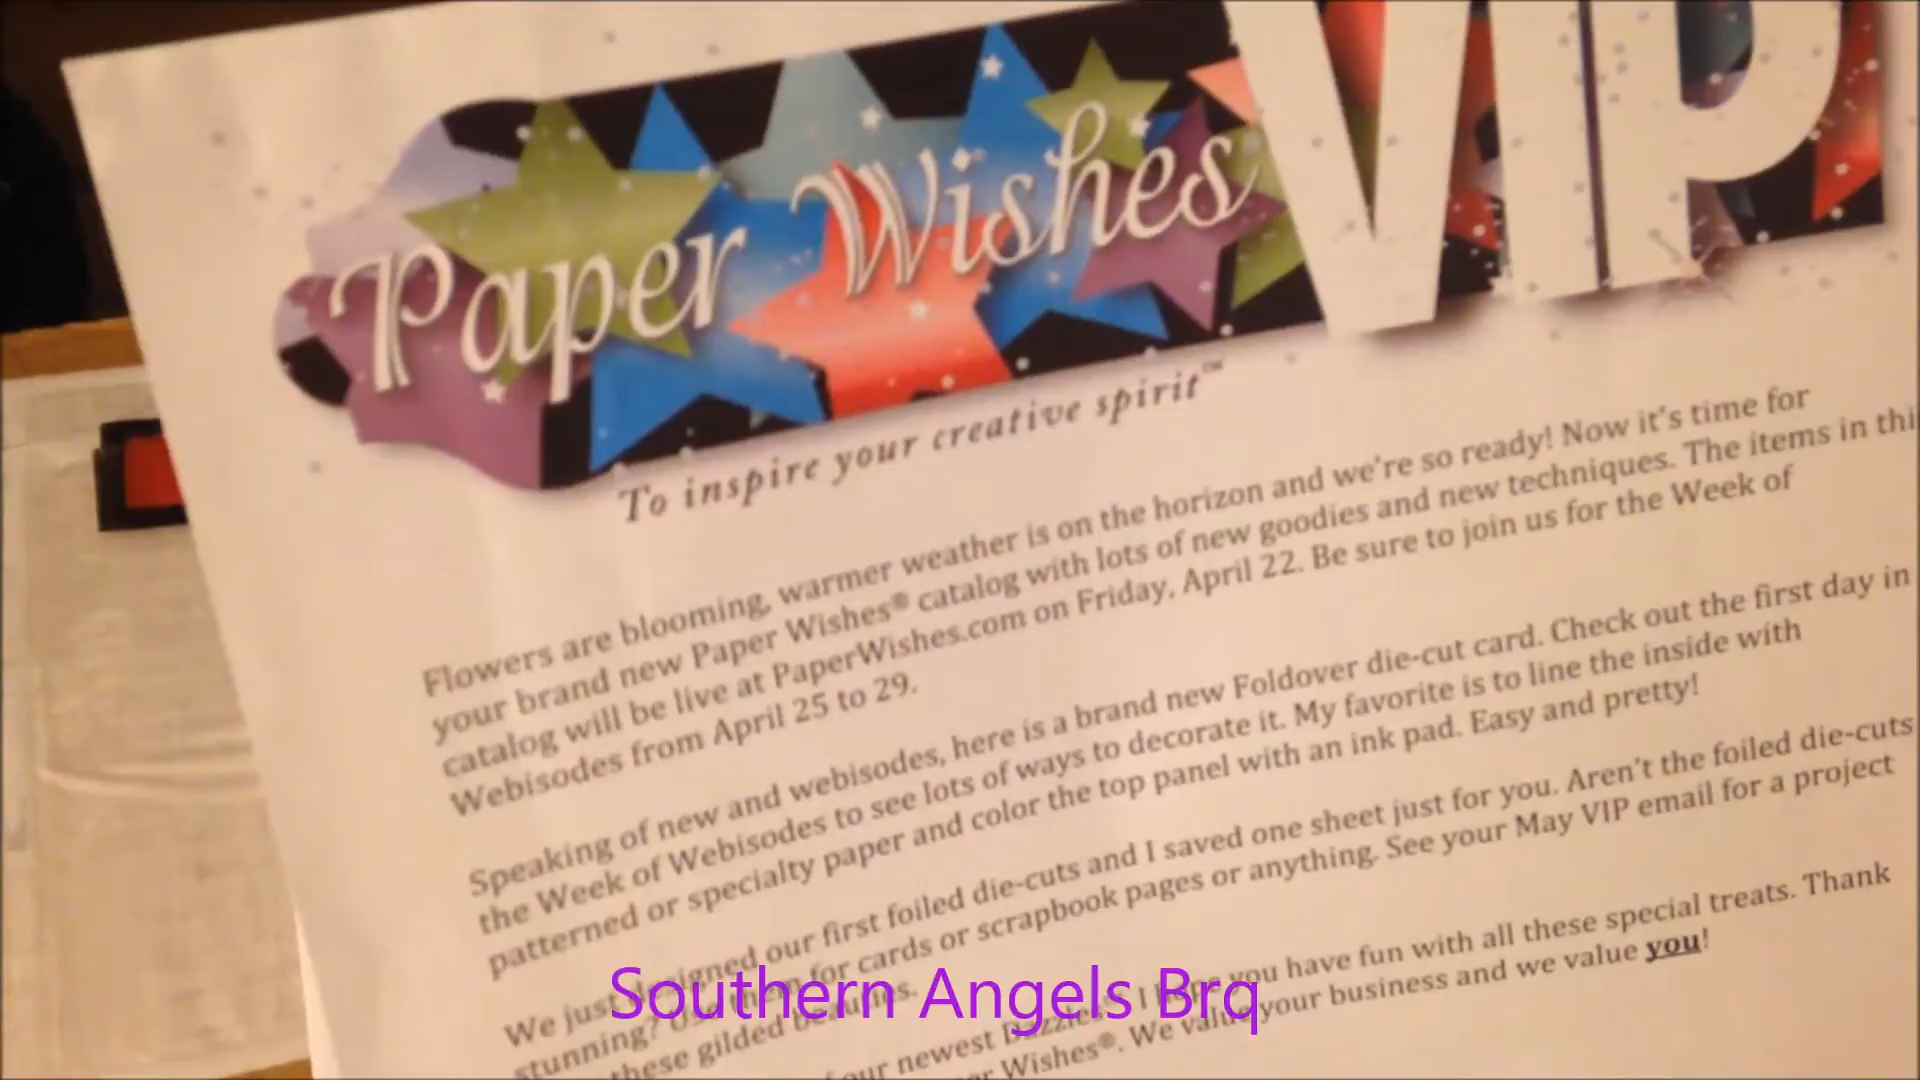 Paper Wishes VIP
To inspire your creative spirit™
Flowers are blooming, warmer weather is on the horizon and we're so ready! Now it's time for
your brand new Paper Wishes® catalog with lots of new goodies and new techniques. The items in thi
catalog will be live at PaperWishes.com on Friday, April 22. Be sure to join us for the Week of
Webisodes from April 25 to 29.
Speaking of new and webisodes, here is a brand new Foldover die-cut card. Check out the first day in
the Week of Webisodes to see lots of ways to decorate it. My favorite is to line the inside with
patterned or specialty paper and color the top panel with an ink pad. Easy and pretty!
We just designed our first foiled die-cuts and I saved one sheet just for you. Aren't the foiled die-cuts
stunning? Use them for cards or scrapbook pages or anything. See your May VIP email for a project
these gilded beauties.
our newest Dazzles I hope you have fun with all these special treats. Thank
Wishes®. We value your business and we value you!
Southern Angels Brq